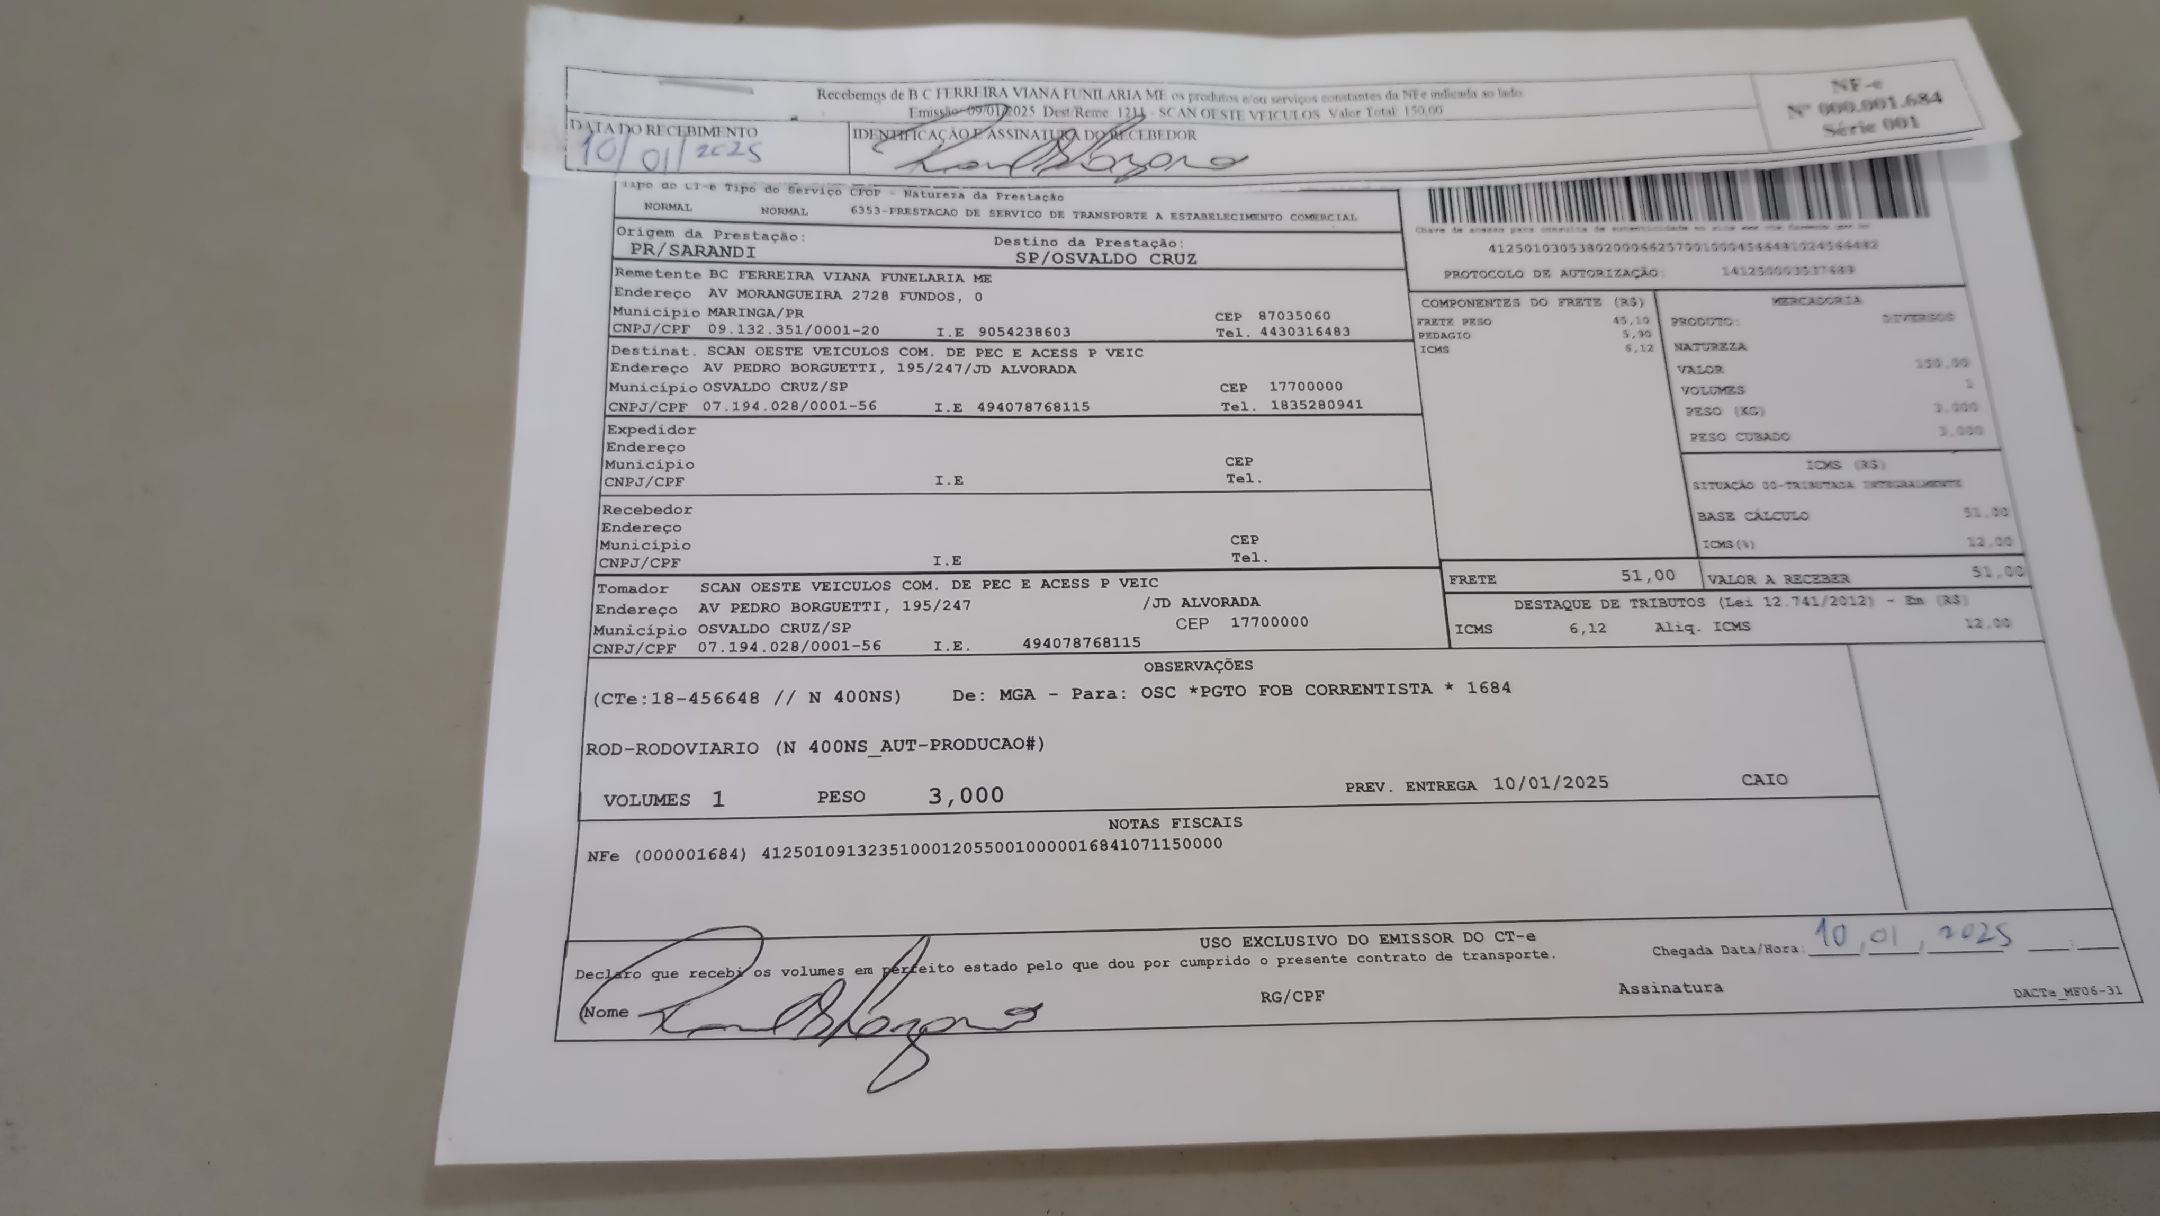 Recebemos de B C FERREIRA VIANA FUNILARIA ME os produtos e/ou serviços constantes da NFe indicada ao lado
Emissão 09/01/2025 Dest/Reme 1211 - SCAN OESTE VEICULOS Valor Total 150,00
NF-e
Nº 000.001.684
Série 001
DATA DO RECEBIMENTO
10/01/2025
IDENTIFICAÇÃO E ASSINATURA DO RECEBEDOR
Tipo do CT-e Tipo do Serviço CFOP - Natureza da Prestação
NORMAL NORMAL 6353-PRESTACAO DE SERVICO DE TRANSPORTE A ESTABELECIMENTO COMERCIAL
Origem da Prestação: Destino da Prestação:
PR/SARANDI SP/OSVALDO CRUZ
PROTOCOLO DE AUTORIZAÇÃO:
Remetente BC FERREIRA VIANA FUNELARIA ME
Endereço AV MORANGUEIRA 2728 FUNDOS, 0
Município MARINGA/PR CEP 87035060
CNPJ/CPF 09.132.351/0001-20 I.E 9054238603 Tel. 4430316483
Destinat. SCAN OESTE VEICULOS COM. DE PEC E ACESS P VEIC
Endereço AV PEDRO BORGUETTI, 195/247/JD ALVORADA
Município OSVALDO CRUZ/SP CEP 17700000
CNPJ/CPF 07.194.028/0001-56 I.E 494078768115 Tel. 1835280941
Expedidor
Endereço
Município CEP
CNPJ/CPF I.E Tel.
Recebedor
Endereço
Município CEP
CNPJ/CPF I.E Tel.
Tomador SCAN OESTE VEICULOS COM. DE PEC E ACESS P VEIC
Endereço AV PEDRO BORGUETTI, 195/247 /JD ALVORADA
Município OSVALDO CRUZ/SP CEP 17700000
CNPJ/CPF 07.194.028/0001-56 I.E. 494078768115
COMPONENTES DO FRETE (R$)
FRETE PESO
PEDAGIO
ICMS 6,12
MERCADORIA
PRODUTO: DIVERSOS
NATUREZA
VALOR 150,00
VOLUMES 1
PESO (KG) 3,000
PESO CUBADO 3,000
ICMS (R$)
SITUAÇÃO 00-TRIBUTADA INTEGRALMENTE
BASE CÁLCULO 51,00
ICMS(%) 12,00
FRETE 51,00 VALOR A RECEBER 51,00
DESTAQUE DE TRIBUTOS (Lei 12.741/2012) - Em (R$)
ICMS 6,12 Aliq. ICMS 12,00
OBSERVAÇÕES
(CTe:18-456648 // N 400NS) De: MGA - Para: OSC *PGTO FOB CORRENTISTA * 1684
ROD-RODOVIARIO (N 400NS_AUT-PRODUCAO#)
VOLUMES 1 PESO 3,000 PREV. ENTREGA 10/01/2025 CAIO
NOTAS FISCAIS
NFe (000001684) 41250109132351000120550010000016841071150000
USO EXCLUSIVO DO EMISSOR DO CT-e
Declaro que recebi os volumes em perfeito estado pelo que dou por cumprido o presente contrato de transporte.
Chegada Data/Hora: 10,01,2025
Nome RG/CPF Assinatura
DACTe_MF06-31